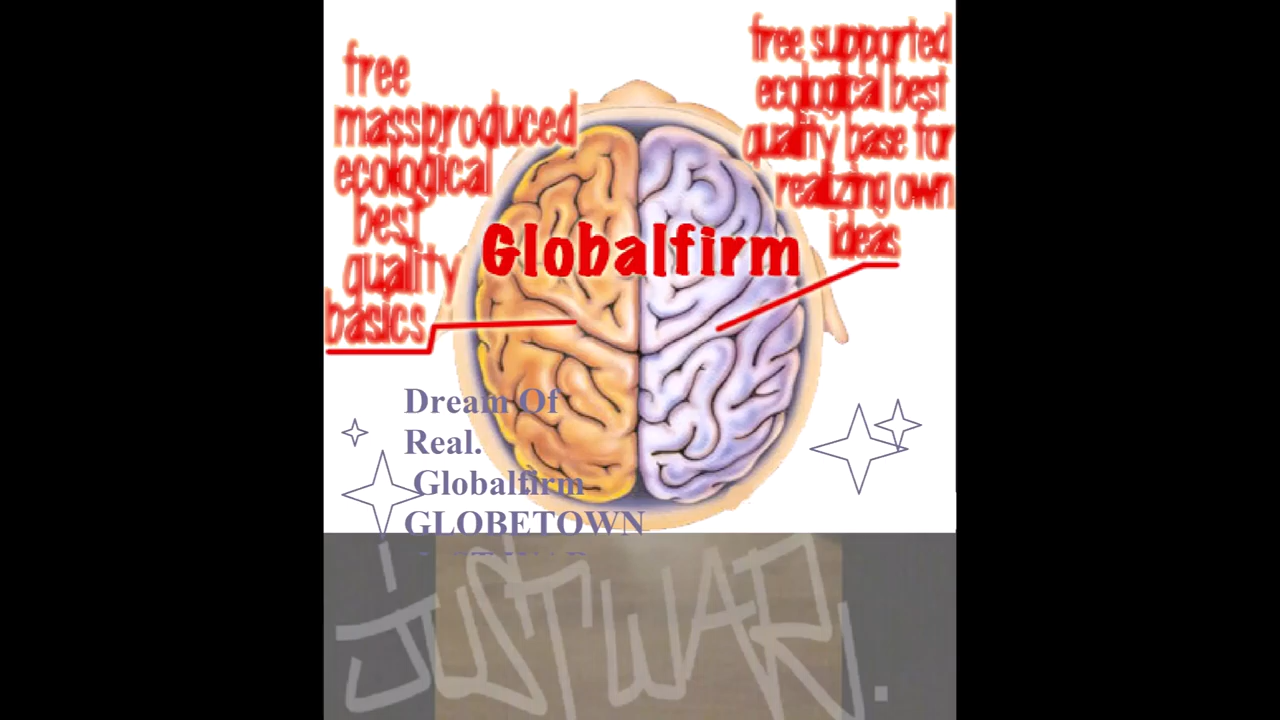 free
massproduced
ecological
best
quality
basics
free supported
ecological best
quality base for
realizing own
ideas
Globalfirm
Dream Of
Real.
Globalfirm
GLOBETOWN
JUST WAR.